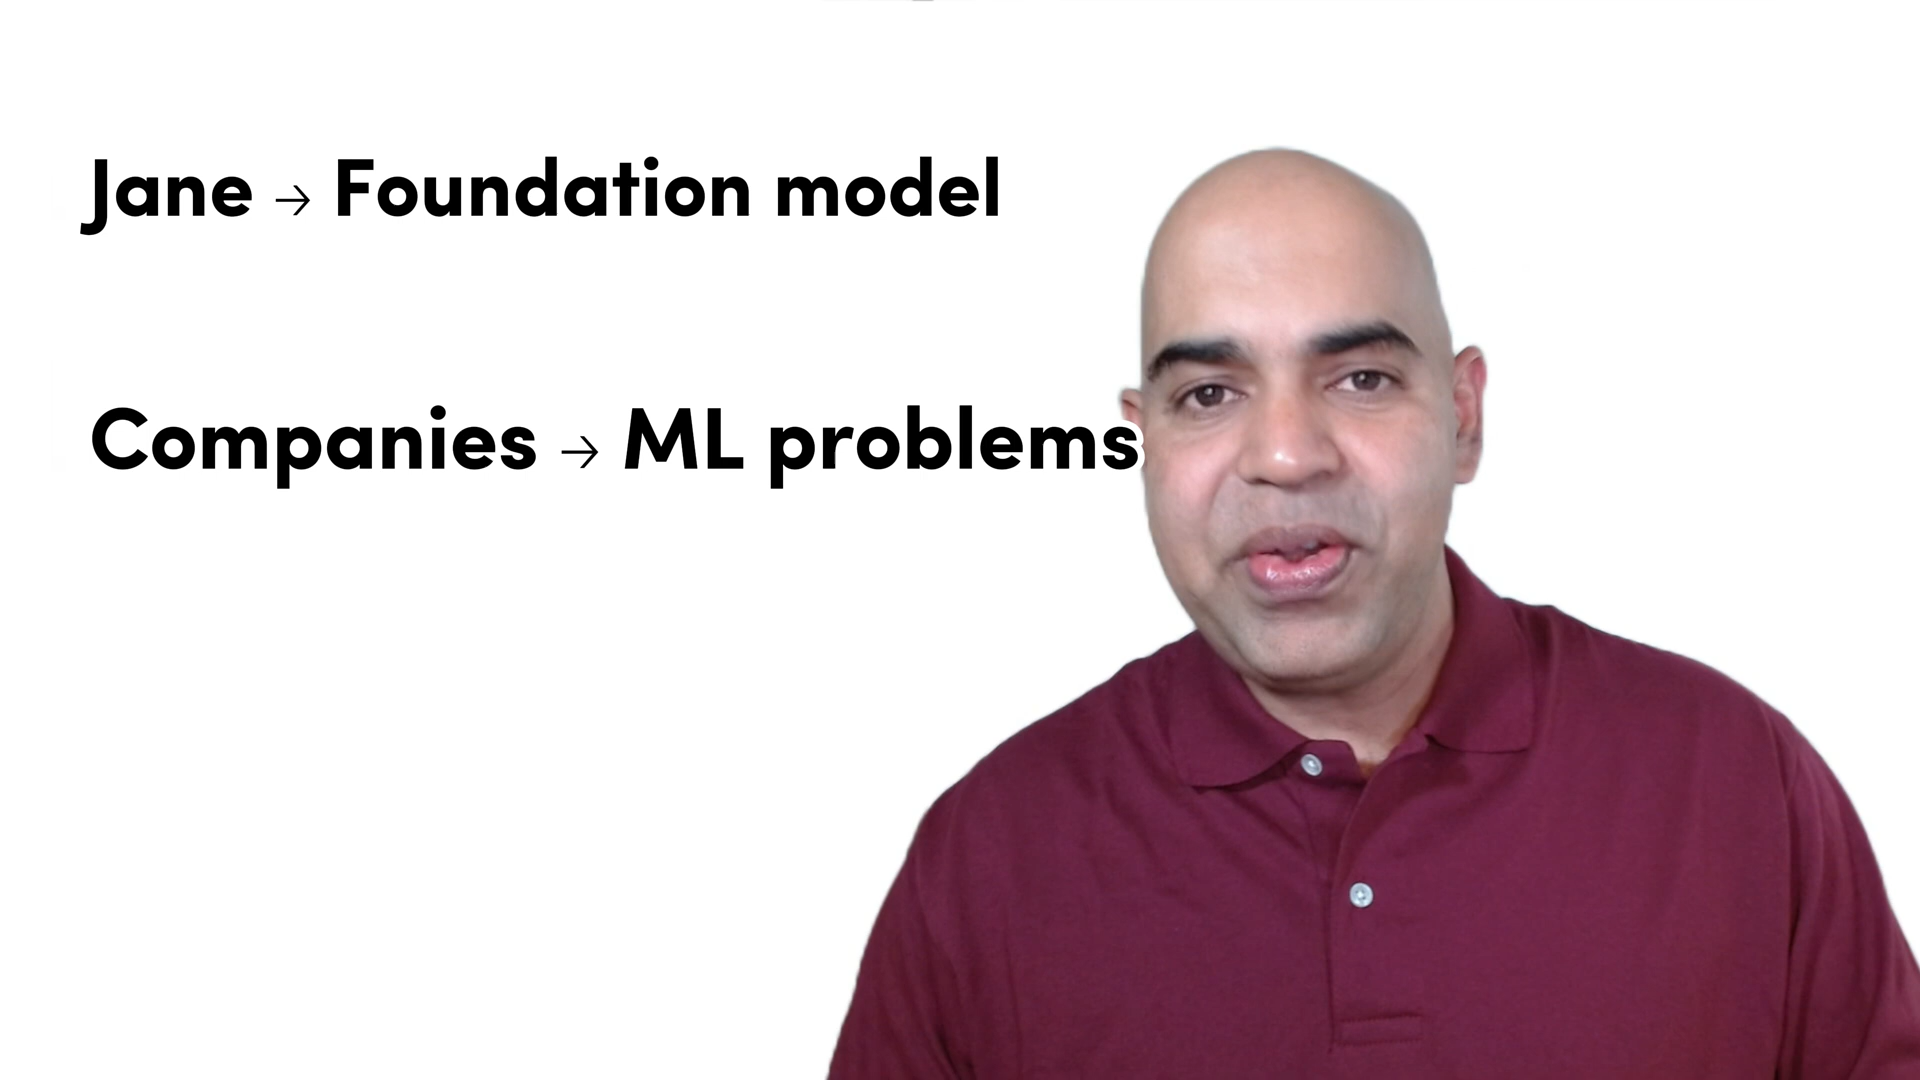 Jane → Foundation model
Companies → ML problems